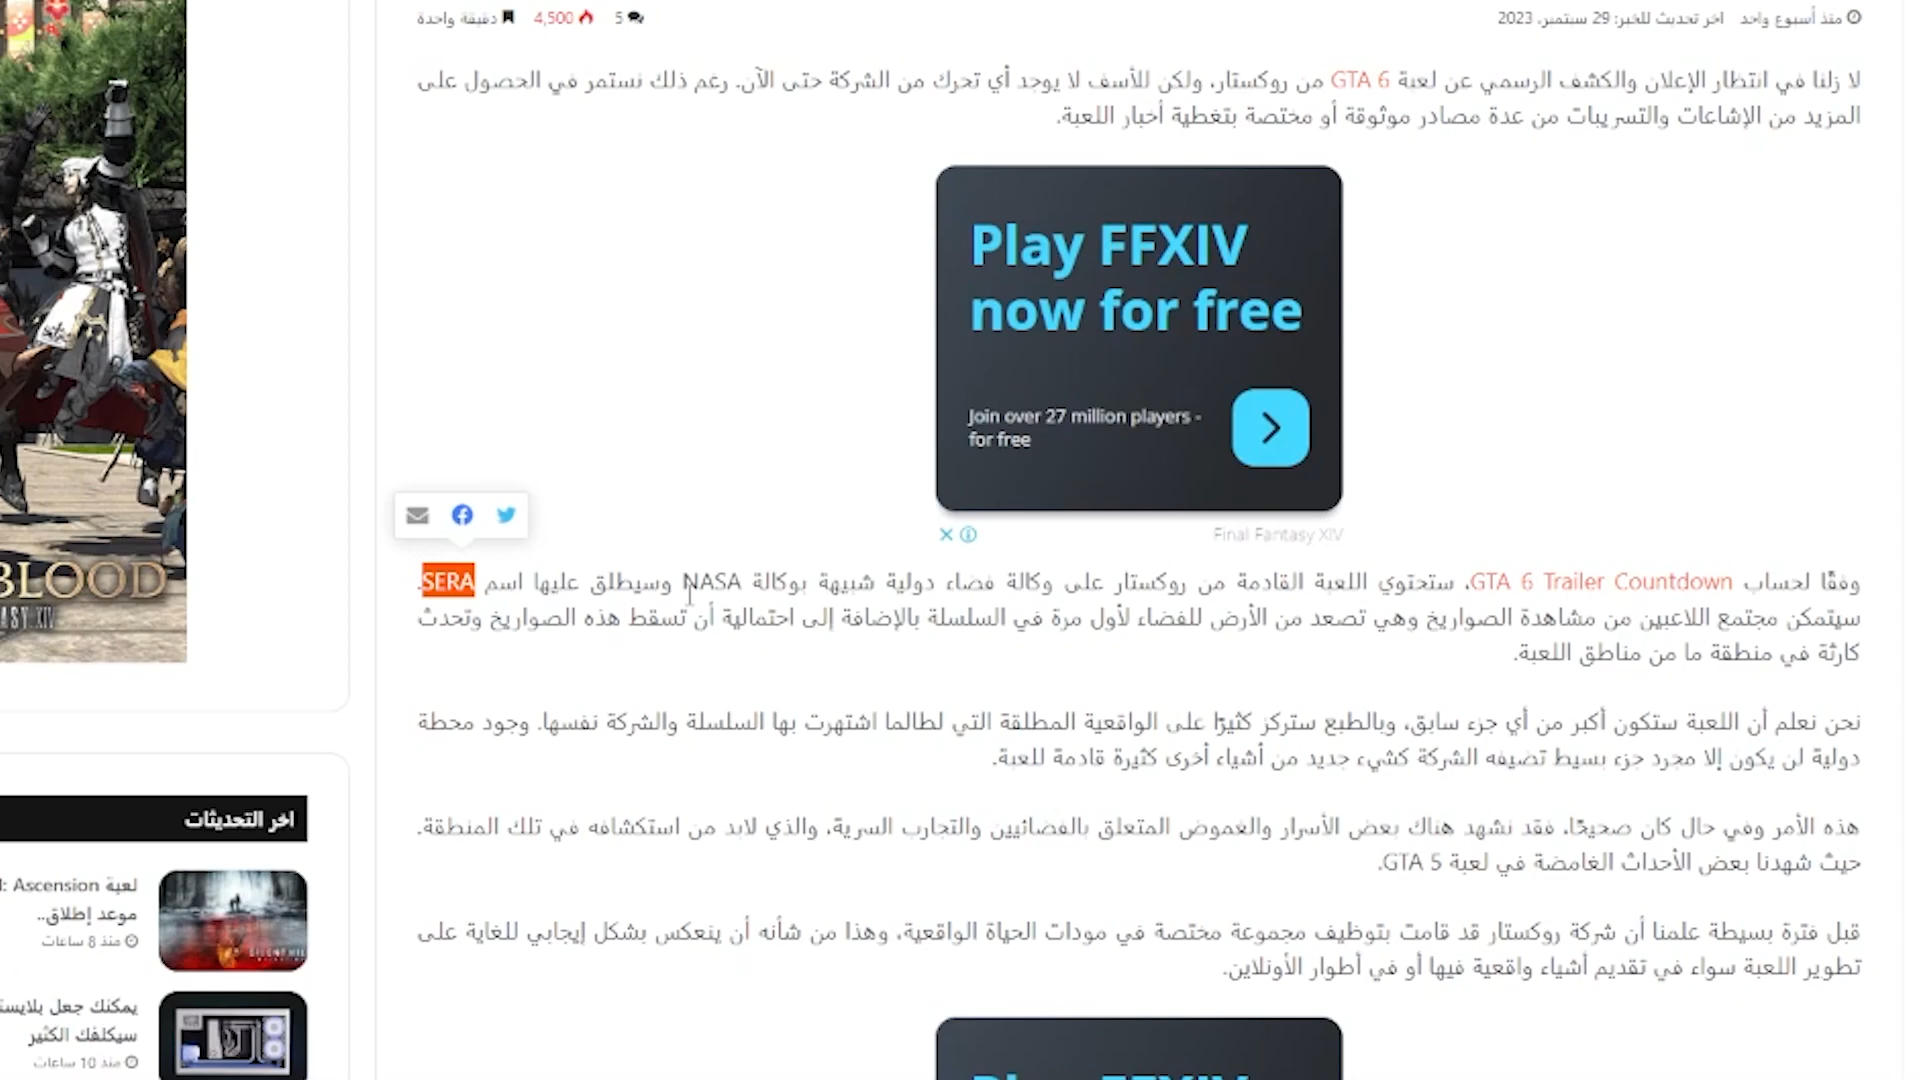 منذ أسبوع واحد اخر تحديث للخبر: 29 سبتمبر، 2023
5 4,500 دقيقة واحدة
لا زلنا في انتظار الإعلان والكشف الرسمي عن لعبة GTA 6 من روكستار، ولكن للأسف لا يوجد أي تحرك من الشركة حتى الآن. رغم ذلك نستمر في الحصول على
المزيد من الإشاعات والتسريبات من عدة مصادر موثوقة أو مختصة بتغطية أخبار اللعبة.
Play FFXIV
now for free
Join over 27 million players -
for free
Final Fantasy XIV
وفقًا لحساب GTA 6 Trailer Countdown، ستحتوي اللعبة القادمة من روكستار على وكالة فضاء دولية شبيهة بوكالة NASA وسيطلق عليها اسم SERA.
سيتمكن مجتمع اللاعبين من مشاهدة الصواريخ وهي تصعد من الأرض للفضاء لأول مرة في السلسلة بالإضافة إلى احتمالية أن تسقط هذه الصواريخ وتحدث
كارثة في منطقة ما من مناطق اللعبة.
نحن نعلم أن اللعبة ستكون أكبر من أي جزء سابق، وبالطبع ستركز كثيرًا على الواقعية المطلقة التي لطالما اشتهرت بها السلسلة والشركة نفسها. وجود محطة
دولية لن يكون إلا مجرد جزء بسيط تضيفه الشركة كشيء جديد من أشياء أخرى كثيرة قادمة للعبة.
هذه الأمر وفي حال كان صحيحًا، فقد نشهد هناك بعض الأسرار والغموض المتعلق بالفضائيين والتجارب السرية، والذي لابد من استكشافه في تلك المنطقة.
حيث شهدنا بعض الأحداث الغامضة في لعبة GTA 5.
قبل فترة بسيطة علمنا أن شركة روكستار قد قامت بتوظيف مجموعة مختصة في مودات الحياة الواقعية، وهذا من شأنه أن ينعكس بشكل إيجابي للغاية على
تطوير اللعبة سواء في تقديم أشياء واقعية فيها أو في أطوار الأونلاين.
BLOOD
اخر التحديثات
لعبة Ascension
موعد إطلاق..
منذ 8 ساعات
يمكنك جعل
سيكلفك الكثير
منذ 10 ساعات
Play FFXIV